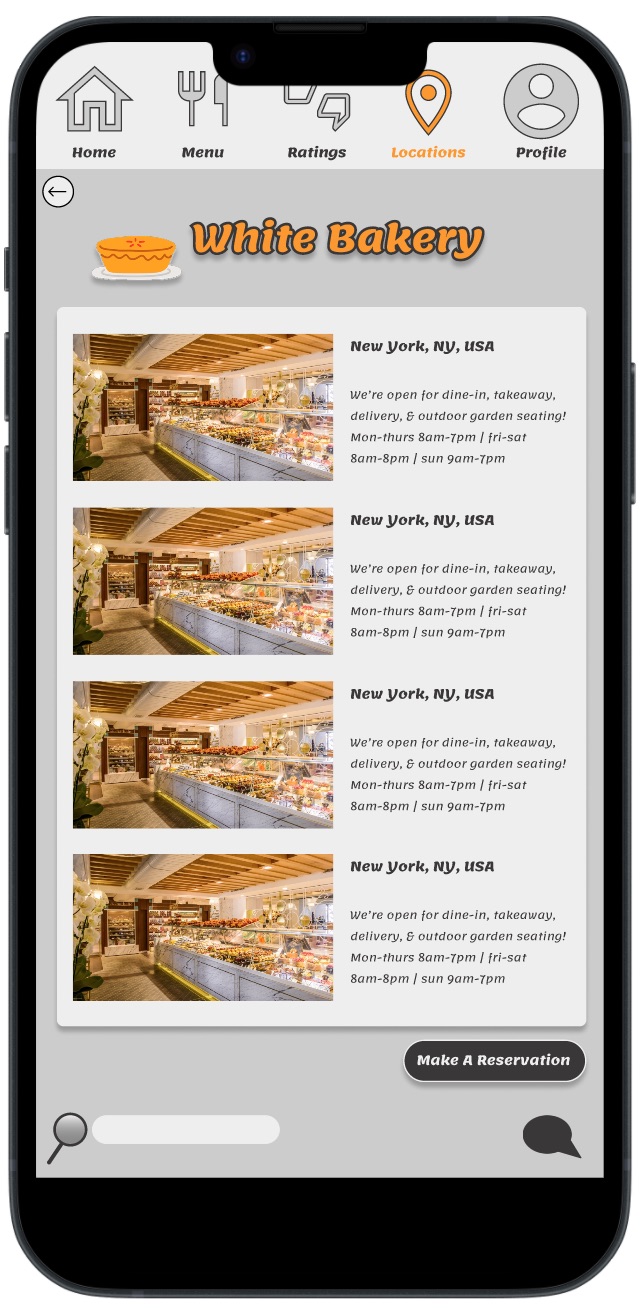 Home Menu Ratings Locations Profile
White Bakery
New York, NY, USA
We're open for dine-in, takeaway,
delivery, & outdoor garden seating!
Mon-thurs 8am-7pm | fri-sat
8am-8pm | sun 9am-7pm
New York, NY, USA
We're open for dine-in, takeaway,
delivery, & outdoor garden seating!
Mon-thurs 8am-7pm | fri-sat
8am-8pm | sun 9am-7pm
New York, NY, USA
We're open for dine-in, takeaway,
delivery, & outdoor garden seating!
Mon-thurs 8am-7pm | fri-sat
8am-8pm | sun 9am-7pm
New York, NY, USA
We're open for dine-in, takeaway,
delivery, & outdoor garden seating!
Mon-thurs 8am-7pm | fri-sat
8am-8pm | sun 9am-7pm
Make A Reservation